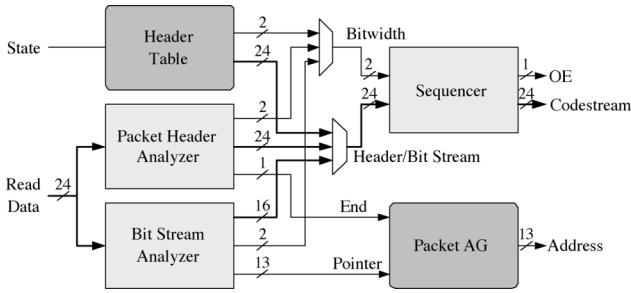 2
Header
Table
24
State
Bitwidth
2
Sequencer
1
OE
24
Codestream
24
Packet Header
Analyzer
2
24
1
Header/Bit Stream
Read
Data
24
Bit Stream
Analyzer
16
2
13
End
Pointer
Packet AG
13
Address